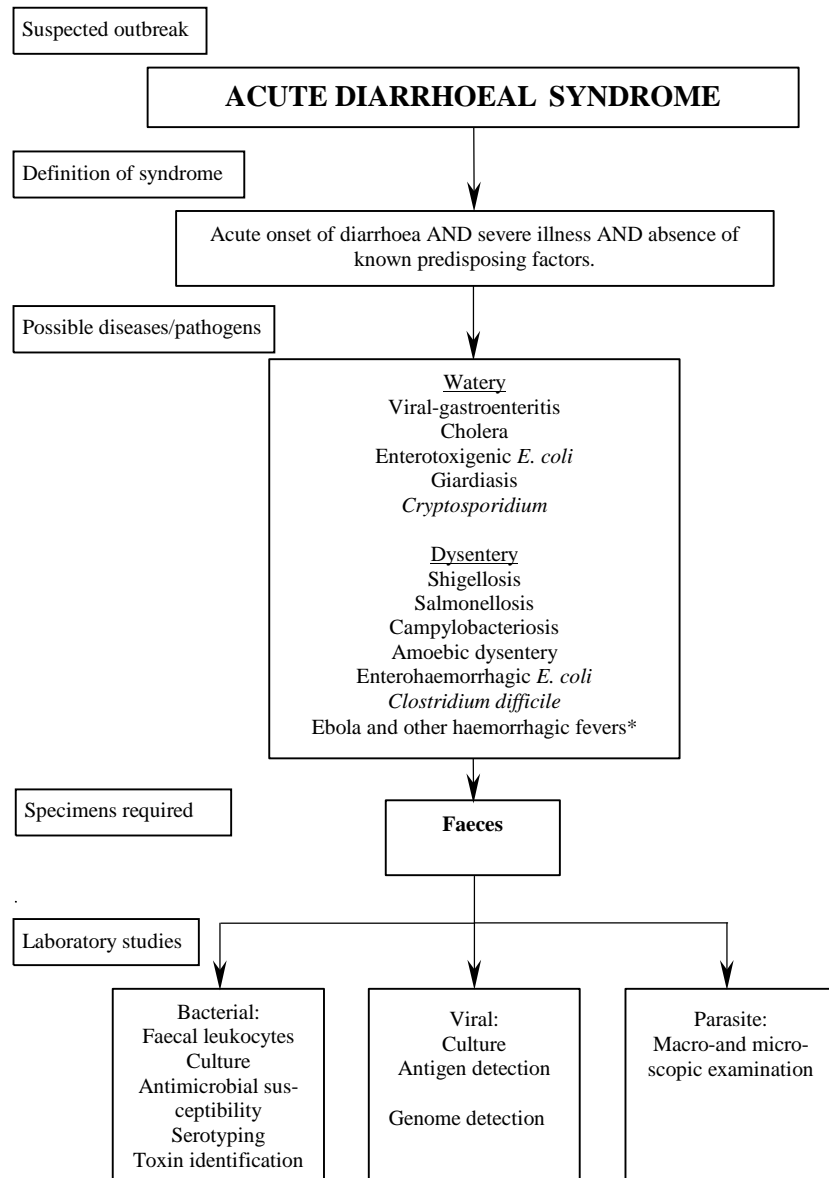 Suspected outbreak
ACUTE DIARRHOEAL SYNDROME
Definition of syndrome
Acute onset of diarrhoea AND severe illness AND absence of
known predisposing factors.
Possible diseases/pathogens
Watery
Viral-gastroenteritis
Cholera
Enterotoxigenic E. coli
Giardiasis
Cryptosporidium
Dysentery
Shigellosis
Salmonellosis
Campylobacteriosis
Amoebic dysentery
Enterohaemorrhagic E. coli
Clostridium difficile
Ebola and other haemorrhagic fevers*
Specimens required
Faeces
.
Laboratory studies
Bacterial:
Faecal leukocytes
Culture
Antimicrobial sus-
ceptibility
Serotyping
Toxin identification
Viral:
Culture
Antigen detection
Genome detection
Parasite:
Macro-and micro-
scopic examination